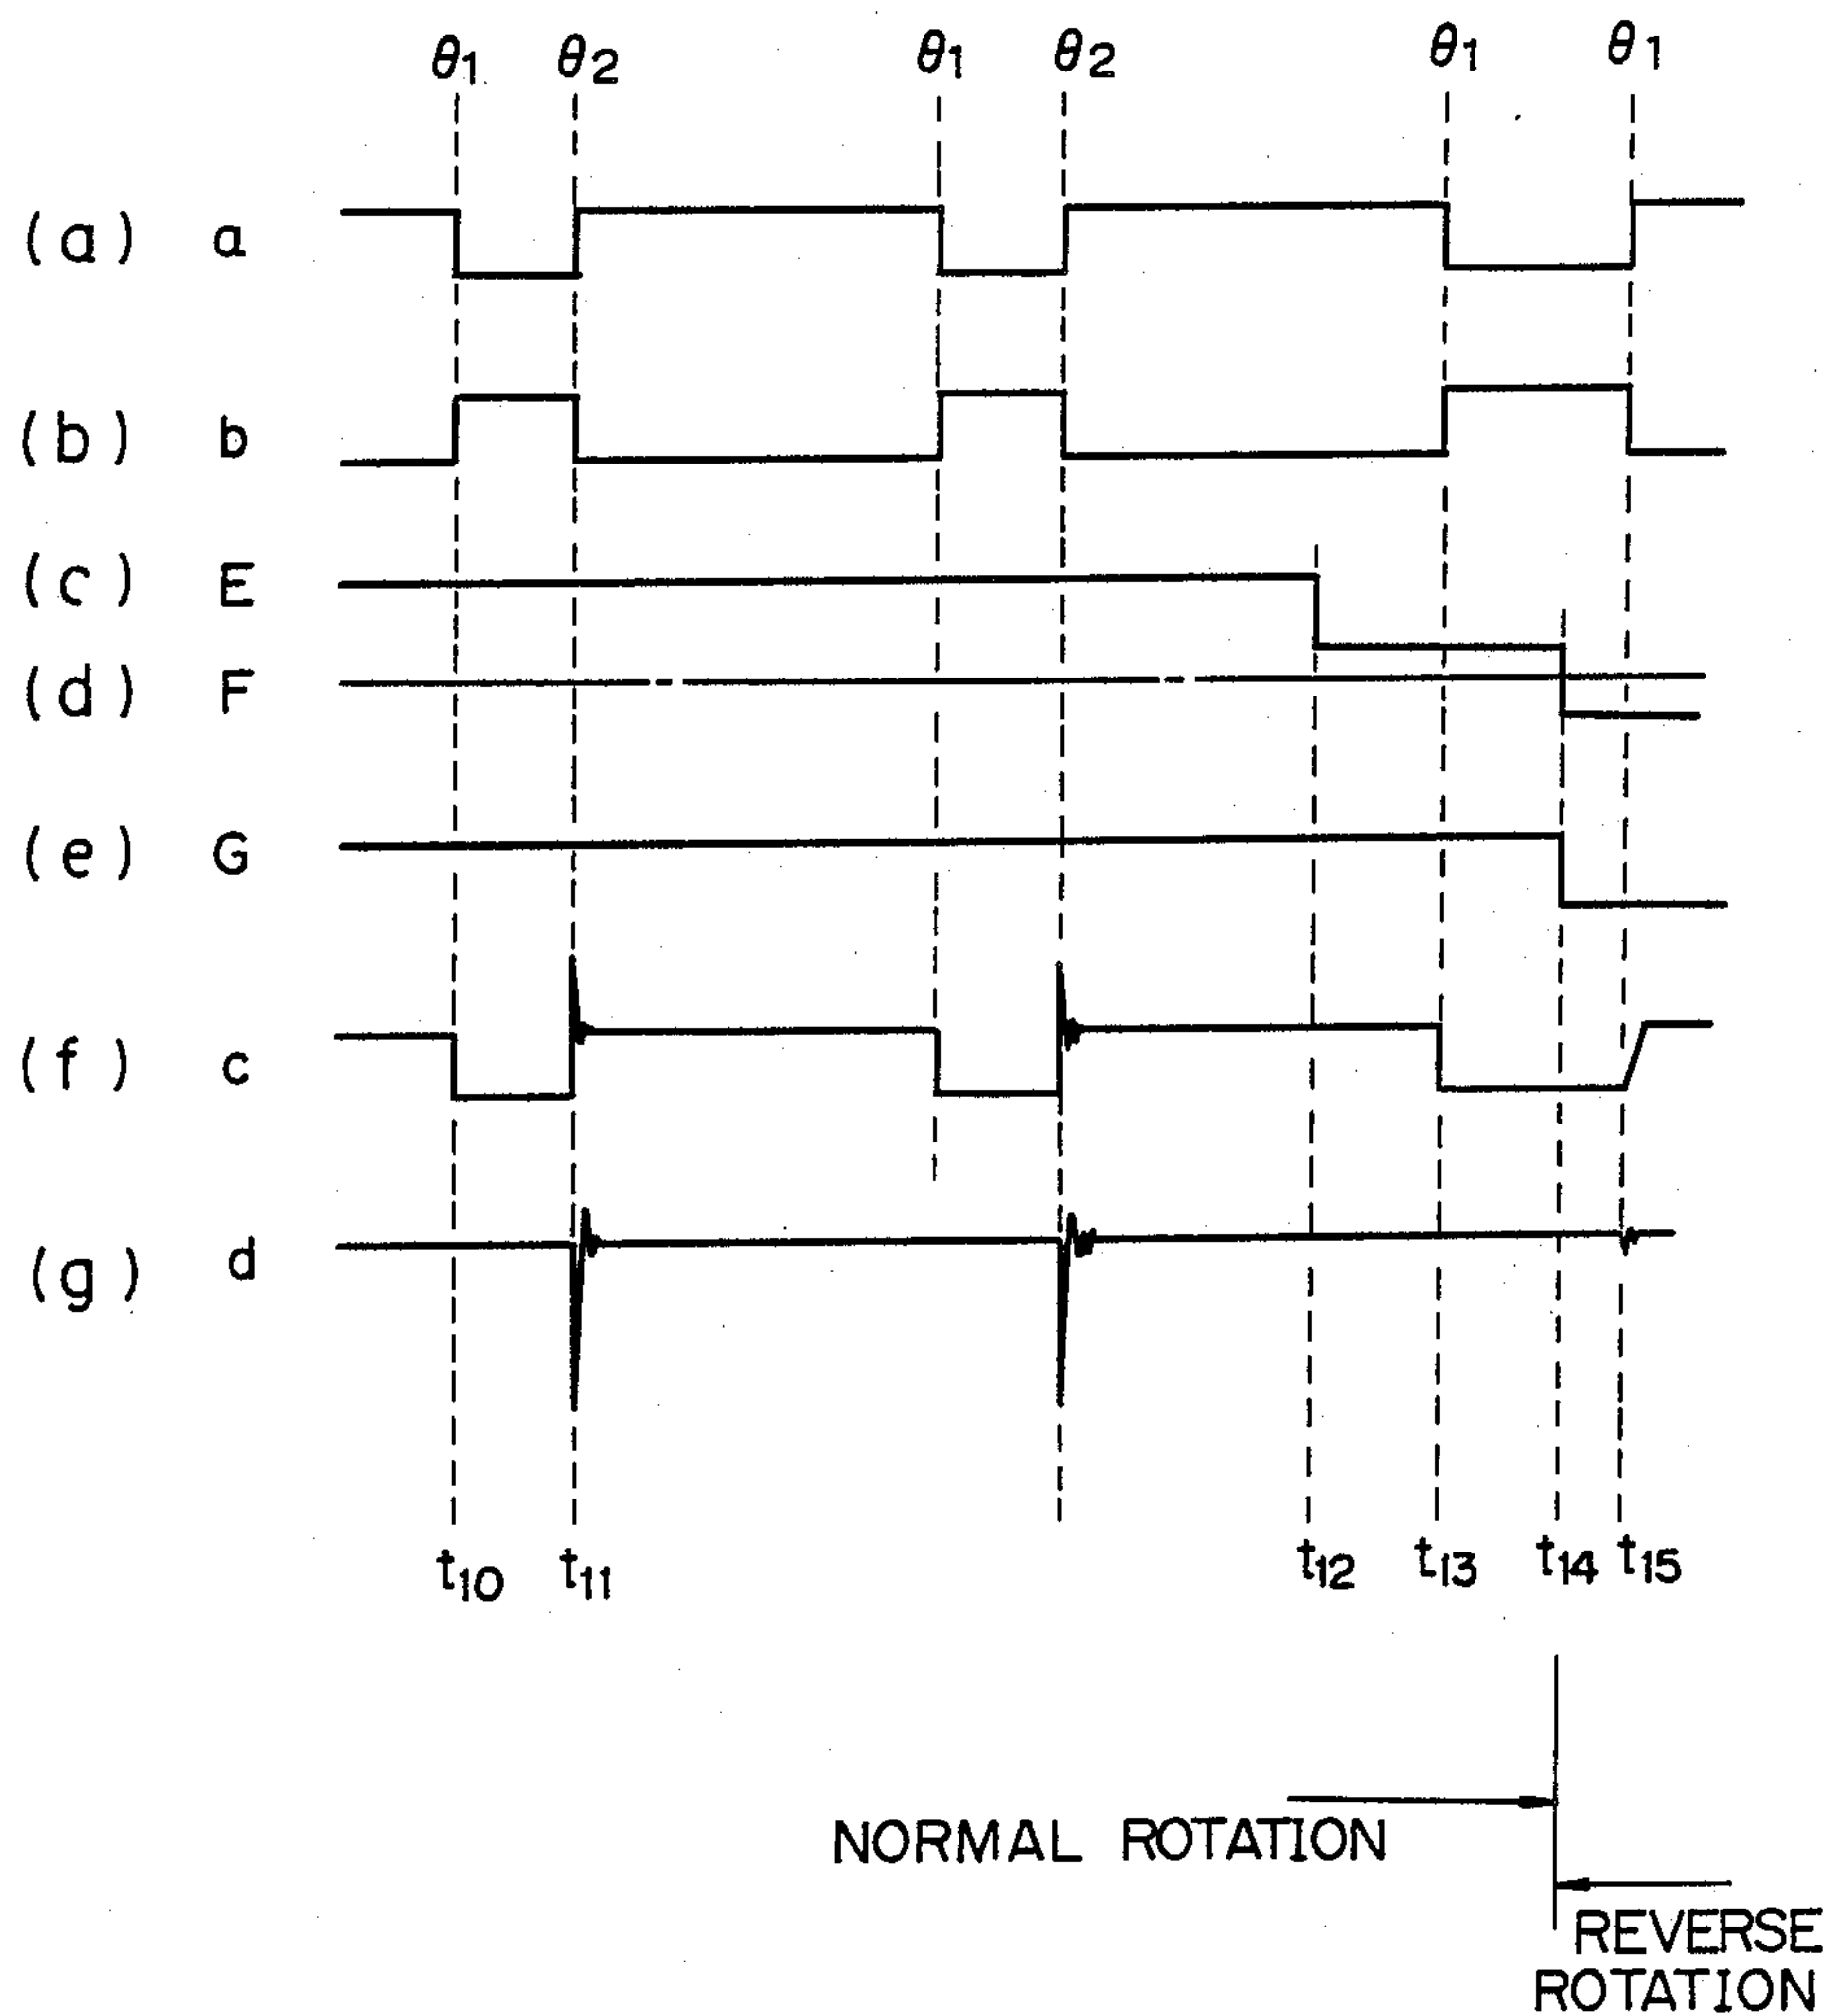 θ1 θ2 θ1 θ2 θ1 θ1
(a) a
(b) b
(c) E
(d) F
(e) G
(f) c
(g) d
t10 t11 t12 t13 t14 t15
NORMAL ROTATION
REVERSE
ROTATION